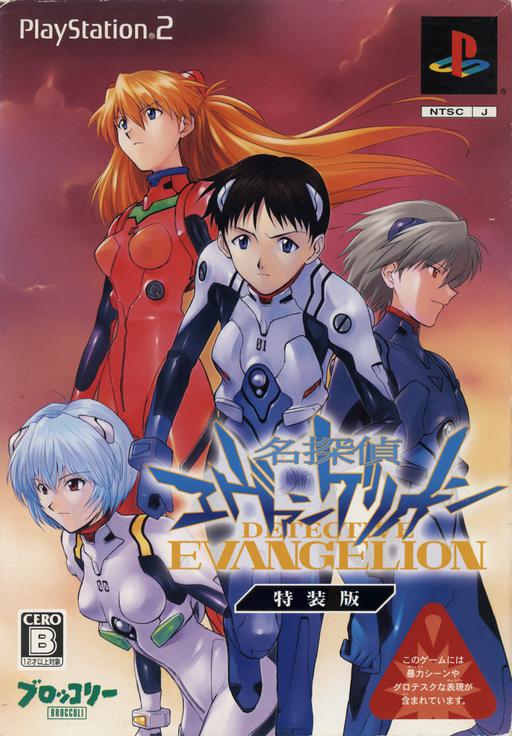 PlayStation®2
NTSC J
01
名探偵
エヴァンゲリオン
DETECTIVE
EVANGELION
特装版
CERO
B
12才以上対象
ブロッコリー
BROCCOLI
このゲームには
暴力シーンや
グロテスクな表現が
含まれています。